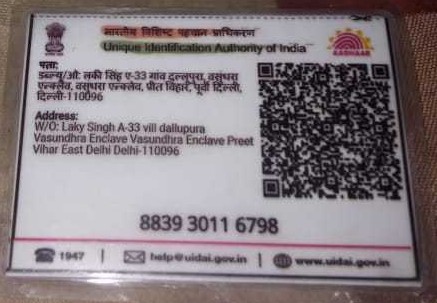 भारतीय विशिष्ट पहचान प्राधिकरण
Unique Identification Authority of India
AADHAAR
पता:
डब्ल्यू/ओ: लकी सिंह ए-33 गांव दल्लूपुरा, वसुंधरा
एन्क्लेव, वसुंधरा एन्क्लेव, प्रीत विहार, पूर्वी दिल्ली,
दिल्ली-110096
Address:
W/O: Laky Singh A-33 vill dallupura
Vasundhra Enclave Vasundhra Enclave Preet
Vihar East Delhi Delhi-110096
8839 3011 6798
1947 | help@uidai.gov.in | www.uidai.gov.in